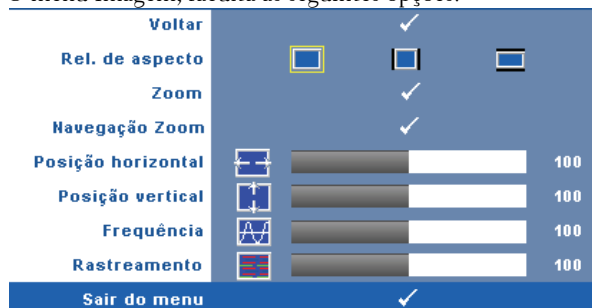 Voltar
Rel. de aspecto
Zoom
Navegação Zoom
Posição horizontal 100
Posição vertical 100
Frequência 100
Rastreamento 100
Sair do menu